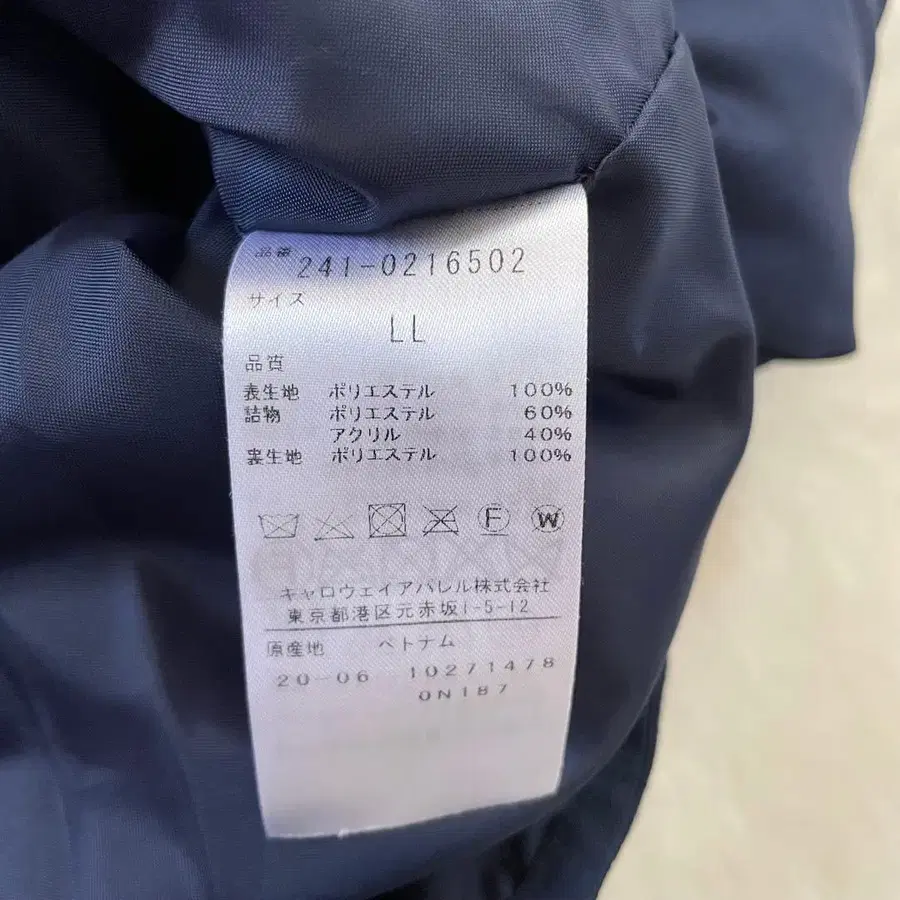 品番 241-0216502
サイズ
LL
品質
表生地 ポリエステル 100%
詰物 ポリエステル 60%
アクリル 40%
裏生地 ポリエステル 100%
F W
キャロウェイアパレル株式会社
東京都港区元赤坂1-5-12
原産地 ベトナム
20-06 10271478
0N187